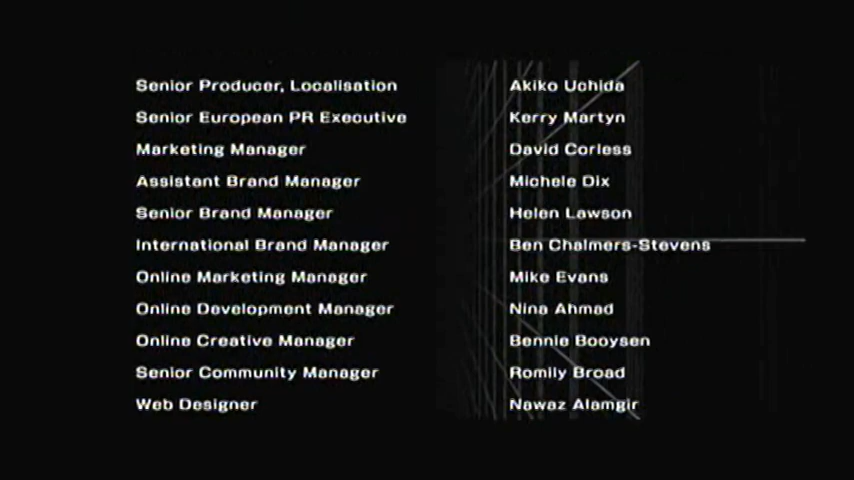 Senior Producer, Localisation Akiko Uchida
Senior European PR Executive Kerry Martyn
Marketing Manager David Corless
Assistant Brand Manager Michele Dix
Senior Brand Manager Helen Lawson
International Brand Manager Ben Chalmers-Stevens
Online Marketing Manager Mike Evans
Online Development Manager Nina Ahmad
Online Creative Manager Bennie Booysen
Senior Community Manager Romily Broad
Web Designer Nawaz Alamgir